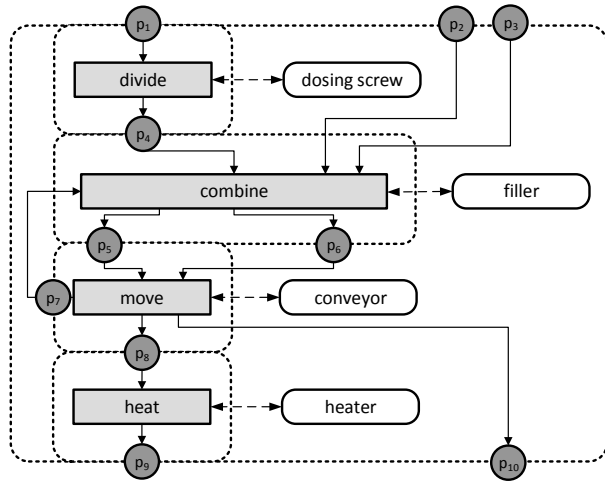 p1 p2 p3
divide dosing screw
p4
combine filler
p5 p6
p7 move conveyor
p8
heat heater
p9 p10